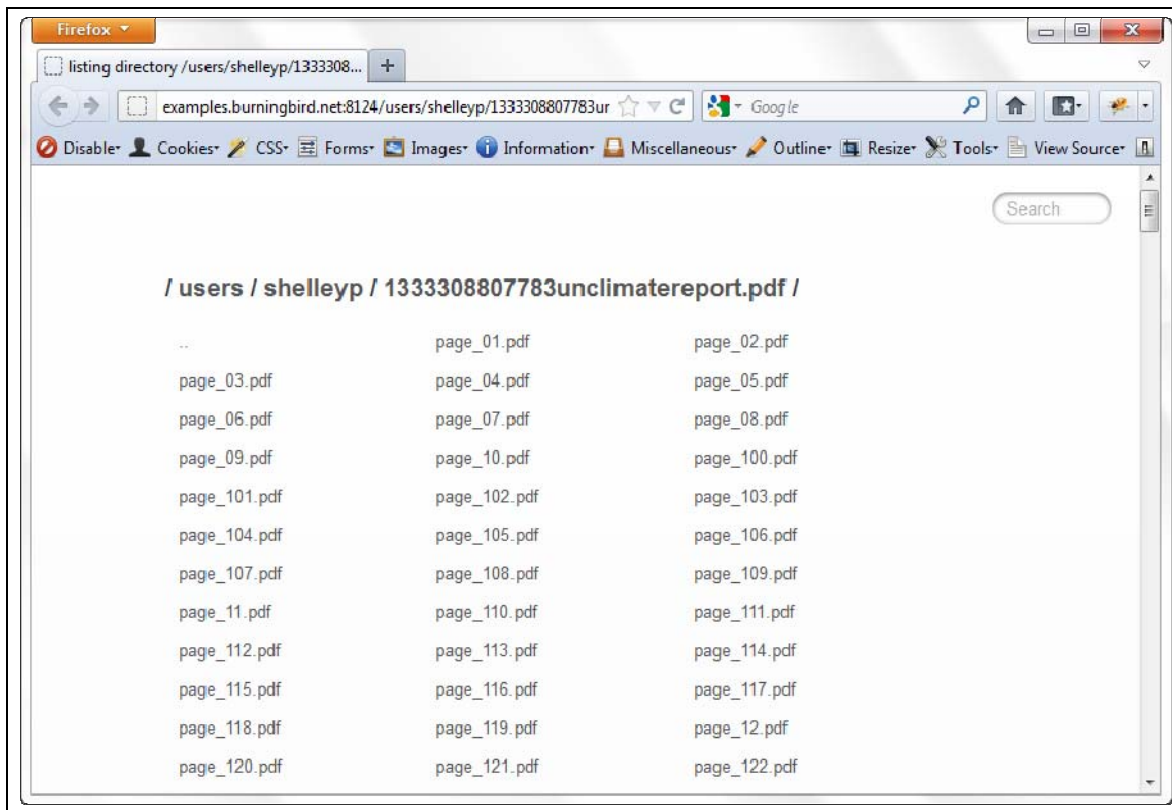 Firefox
listing directory /users/shelleyp/1333308... +
examples.burningbird.net:8124/users/shelleyp/1333308807783ur Google
Disable Cookies CSS Forms Images Information Miscellaneous Outline Resize Tools View Source
Search
/ users / shelleyp / 1333308807783unclimatereport.pdf /
.. page_01.pdf page_02.pdf
page_03.pdf page_04.pdf page_05.pdf
page_06.pdf page_07.pdf page_08.pdf
page_09.pdf page_10.pdf page_100.pdf
page_101.pdf page_102.pdf page_103.pdf
page_104.pdf page_105.pdf page_106.pdf
page_107.pdf page_108.pdf page_109.pdf
page_11.pdf page_110.pdf page_111.pdf
page_112.pdf page_113.pdf page_114.pdf
page_115.pdf page_116.pdf page_117.pdf
page_118.pdf page_119.pdf page_12.pdf
page_120.pdf page_121.pdf page_122.pdf